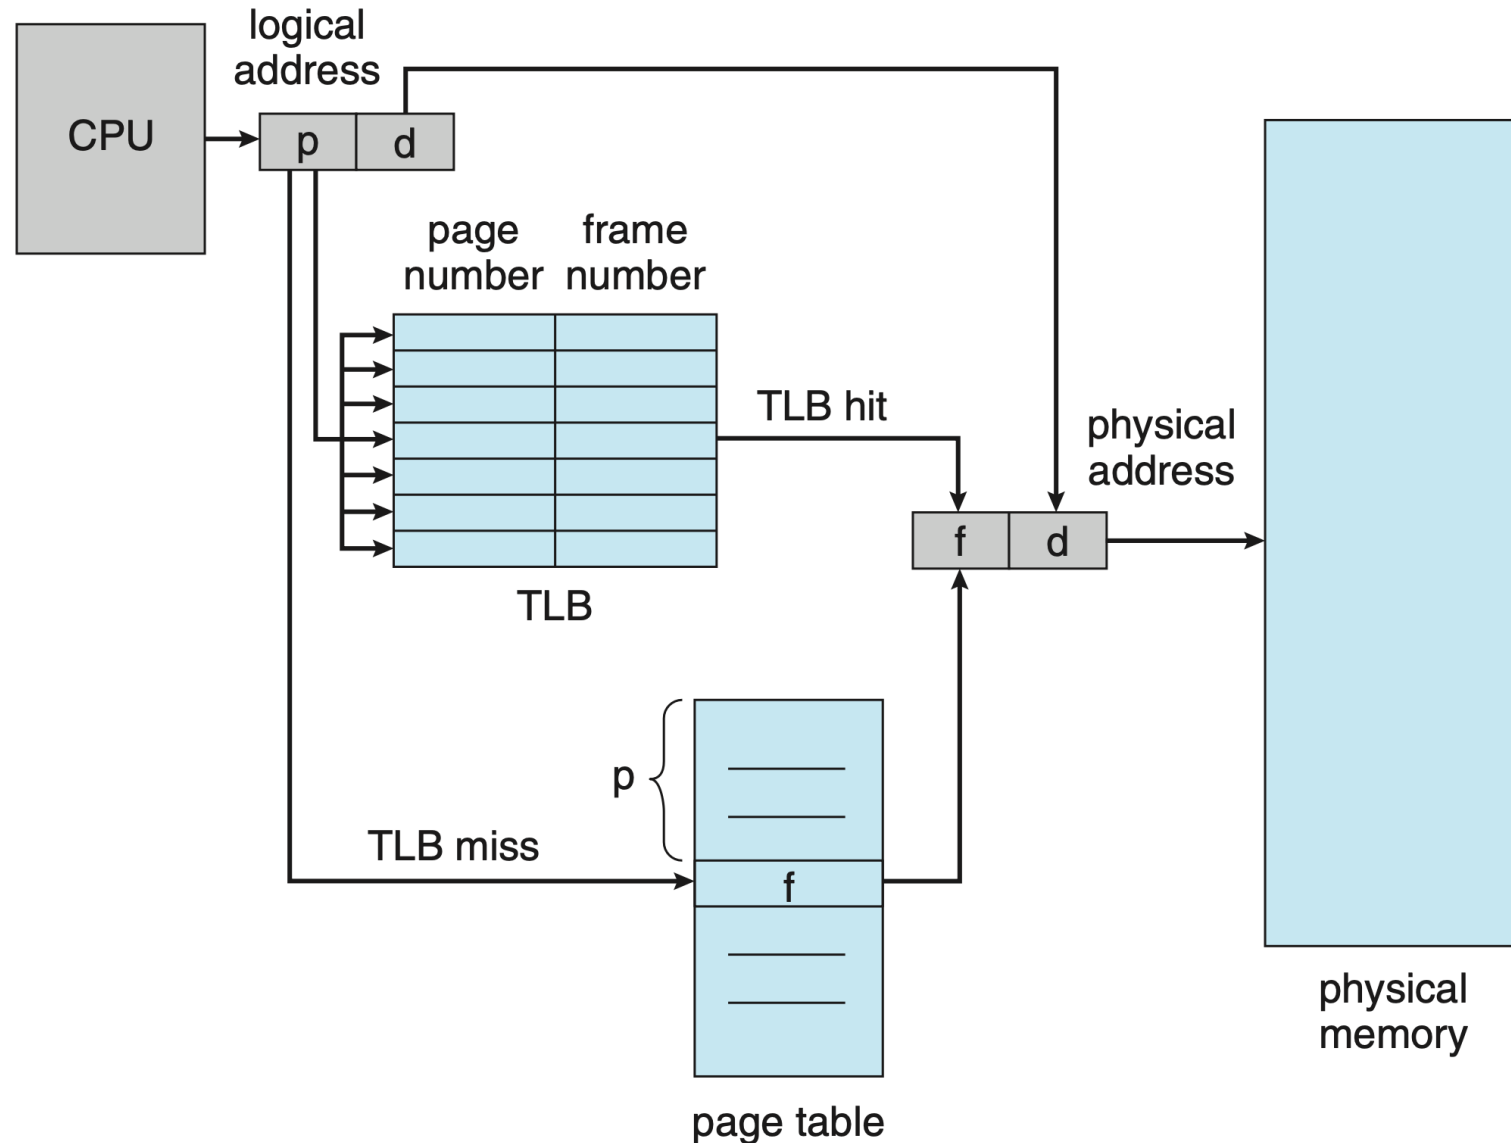 logical
address
CPU
p
d
page
number
frame
number
TLB hit
physical
address
f
d
TLB
p
TLB miss
f
physical
memory
page table